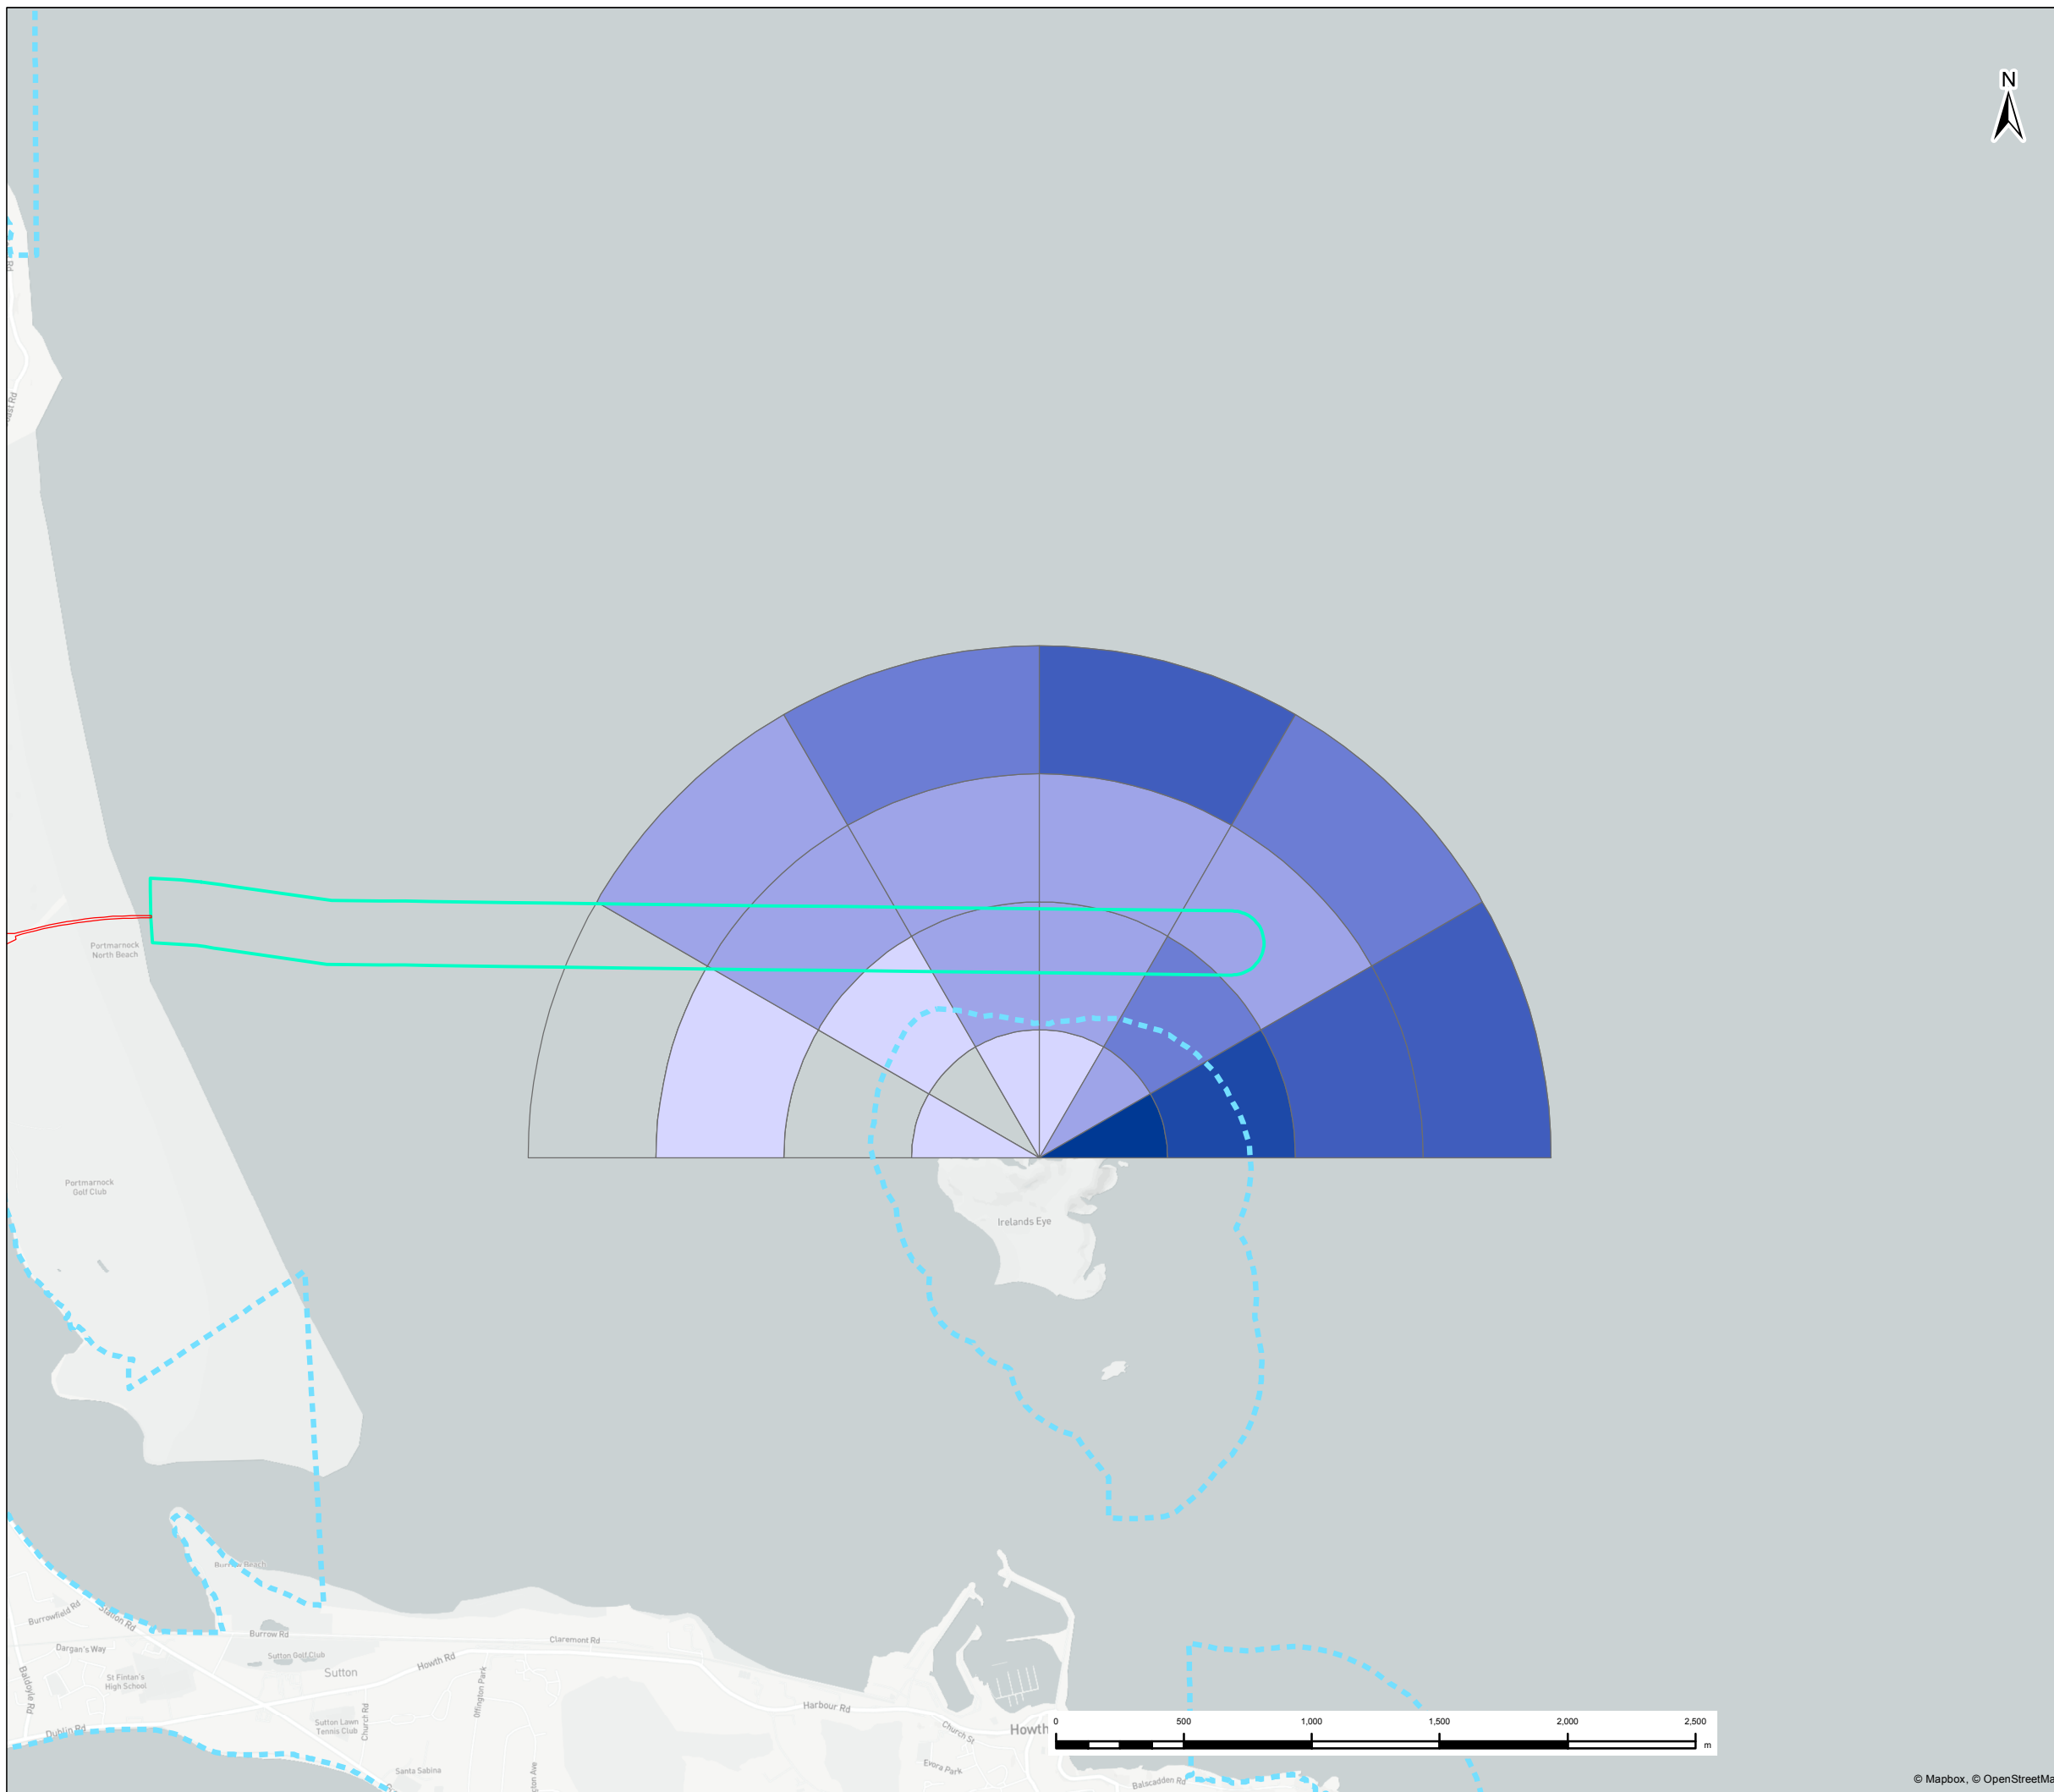 N
Rd
Portmarnock
North Beach
Portmarnock
Golf Club
Irelands Eye
Burrow Beach
Burrowfield Rd
Station Rd
Burrow Rd
Claremont Rd
Dargan's Way
Sutton Golf Club
Howth Rd
St Fintan's
High School
Sutton
Baldoyle Rd
Offington Park
Church Rd
Harbour Rd
Sutton Lawn
Tennis Club
Dublin Rd
Church St
Howth
0 500 1,000 1,500 2,000 2,500
m
Evora Park
Santa Sabina
Balscadden Rd
© Mapbox, © OpenStreetMa